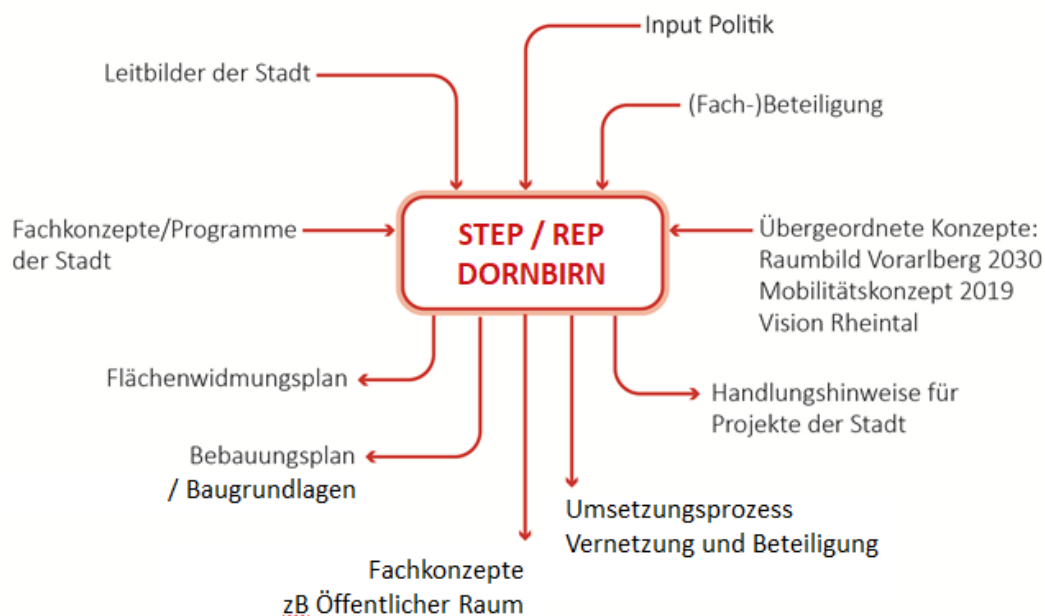 Input Politik
Leitbilder der Stadt
(Fach-)Beteiligung
Fachkonzepte/Programme
der Stadt
STEP / REP
DORNBIRN
Übergeordnete Konzepte:
Raumbild Vorarlberg 2030
Mobilitätskonzept 2019
Vision Rheintal
Flächenwidmungsplan
Handlungshinweise für
Projekte der Stadt
Bebauungsplan
/ Baugrundlagen
Umsetzungsprozess
Vernetzung und Beteiligung
Fachkonzepte
zB Öffentlicher Raum